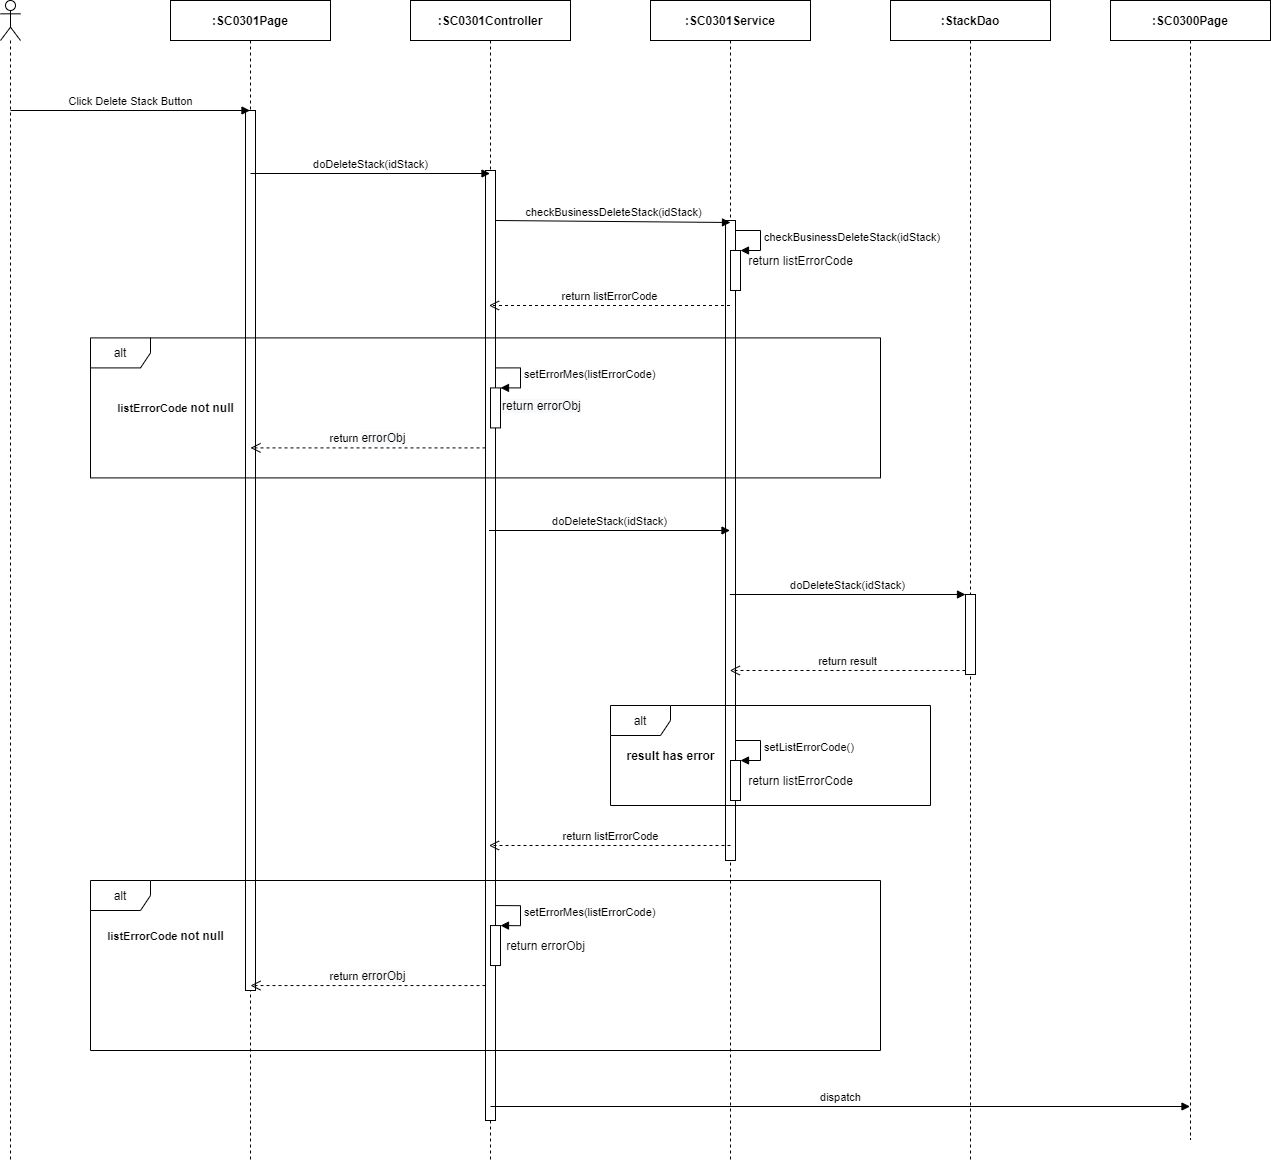 :SC0301Page
:SC0301Controller
:SC0301Service
:StackDao
:SC0300Page
Click Delete Stack Button
doDeleteStack(idStack)
checkBusinessDeleteStack(idStack)
checkBusinessDeleteStack(idStack)
return listErrorCode
return listErrorCode
alt
setErrorMes(listErrorCode)
return errorObj
listErrorCode not null
return errorObj
doDeleteStack(idStack)
doDeleteStack(idStack)
return result
alt
setListErrorCode()
result has error
return listErrorCode
return listErrorCode
alt
setErrorMes(listErrorCode)
listErrorCode not null
return errorObj
return errorObj
dispatch